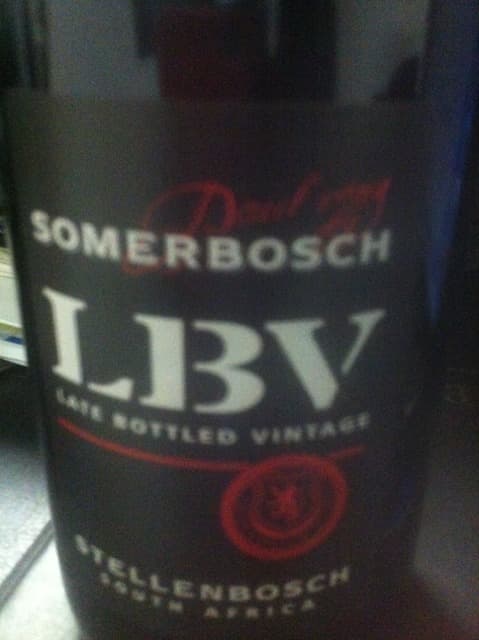 SOMERBOSCH
LBV
LATE BOTTLED VINTAGE
STELLENBOSCH
SOUTH AFRICA